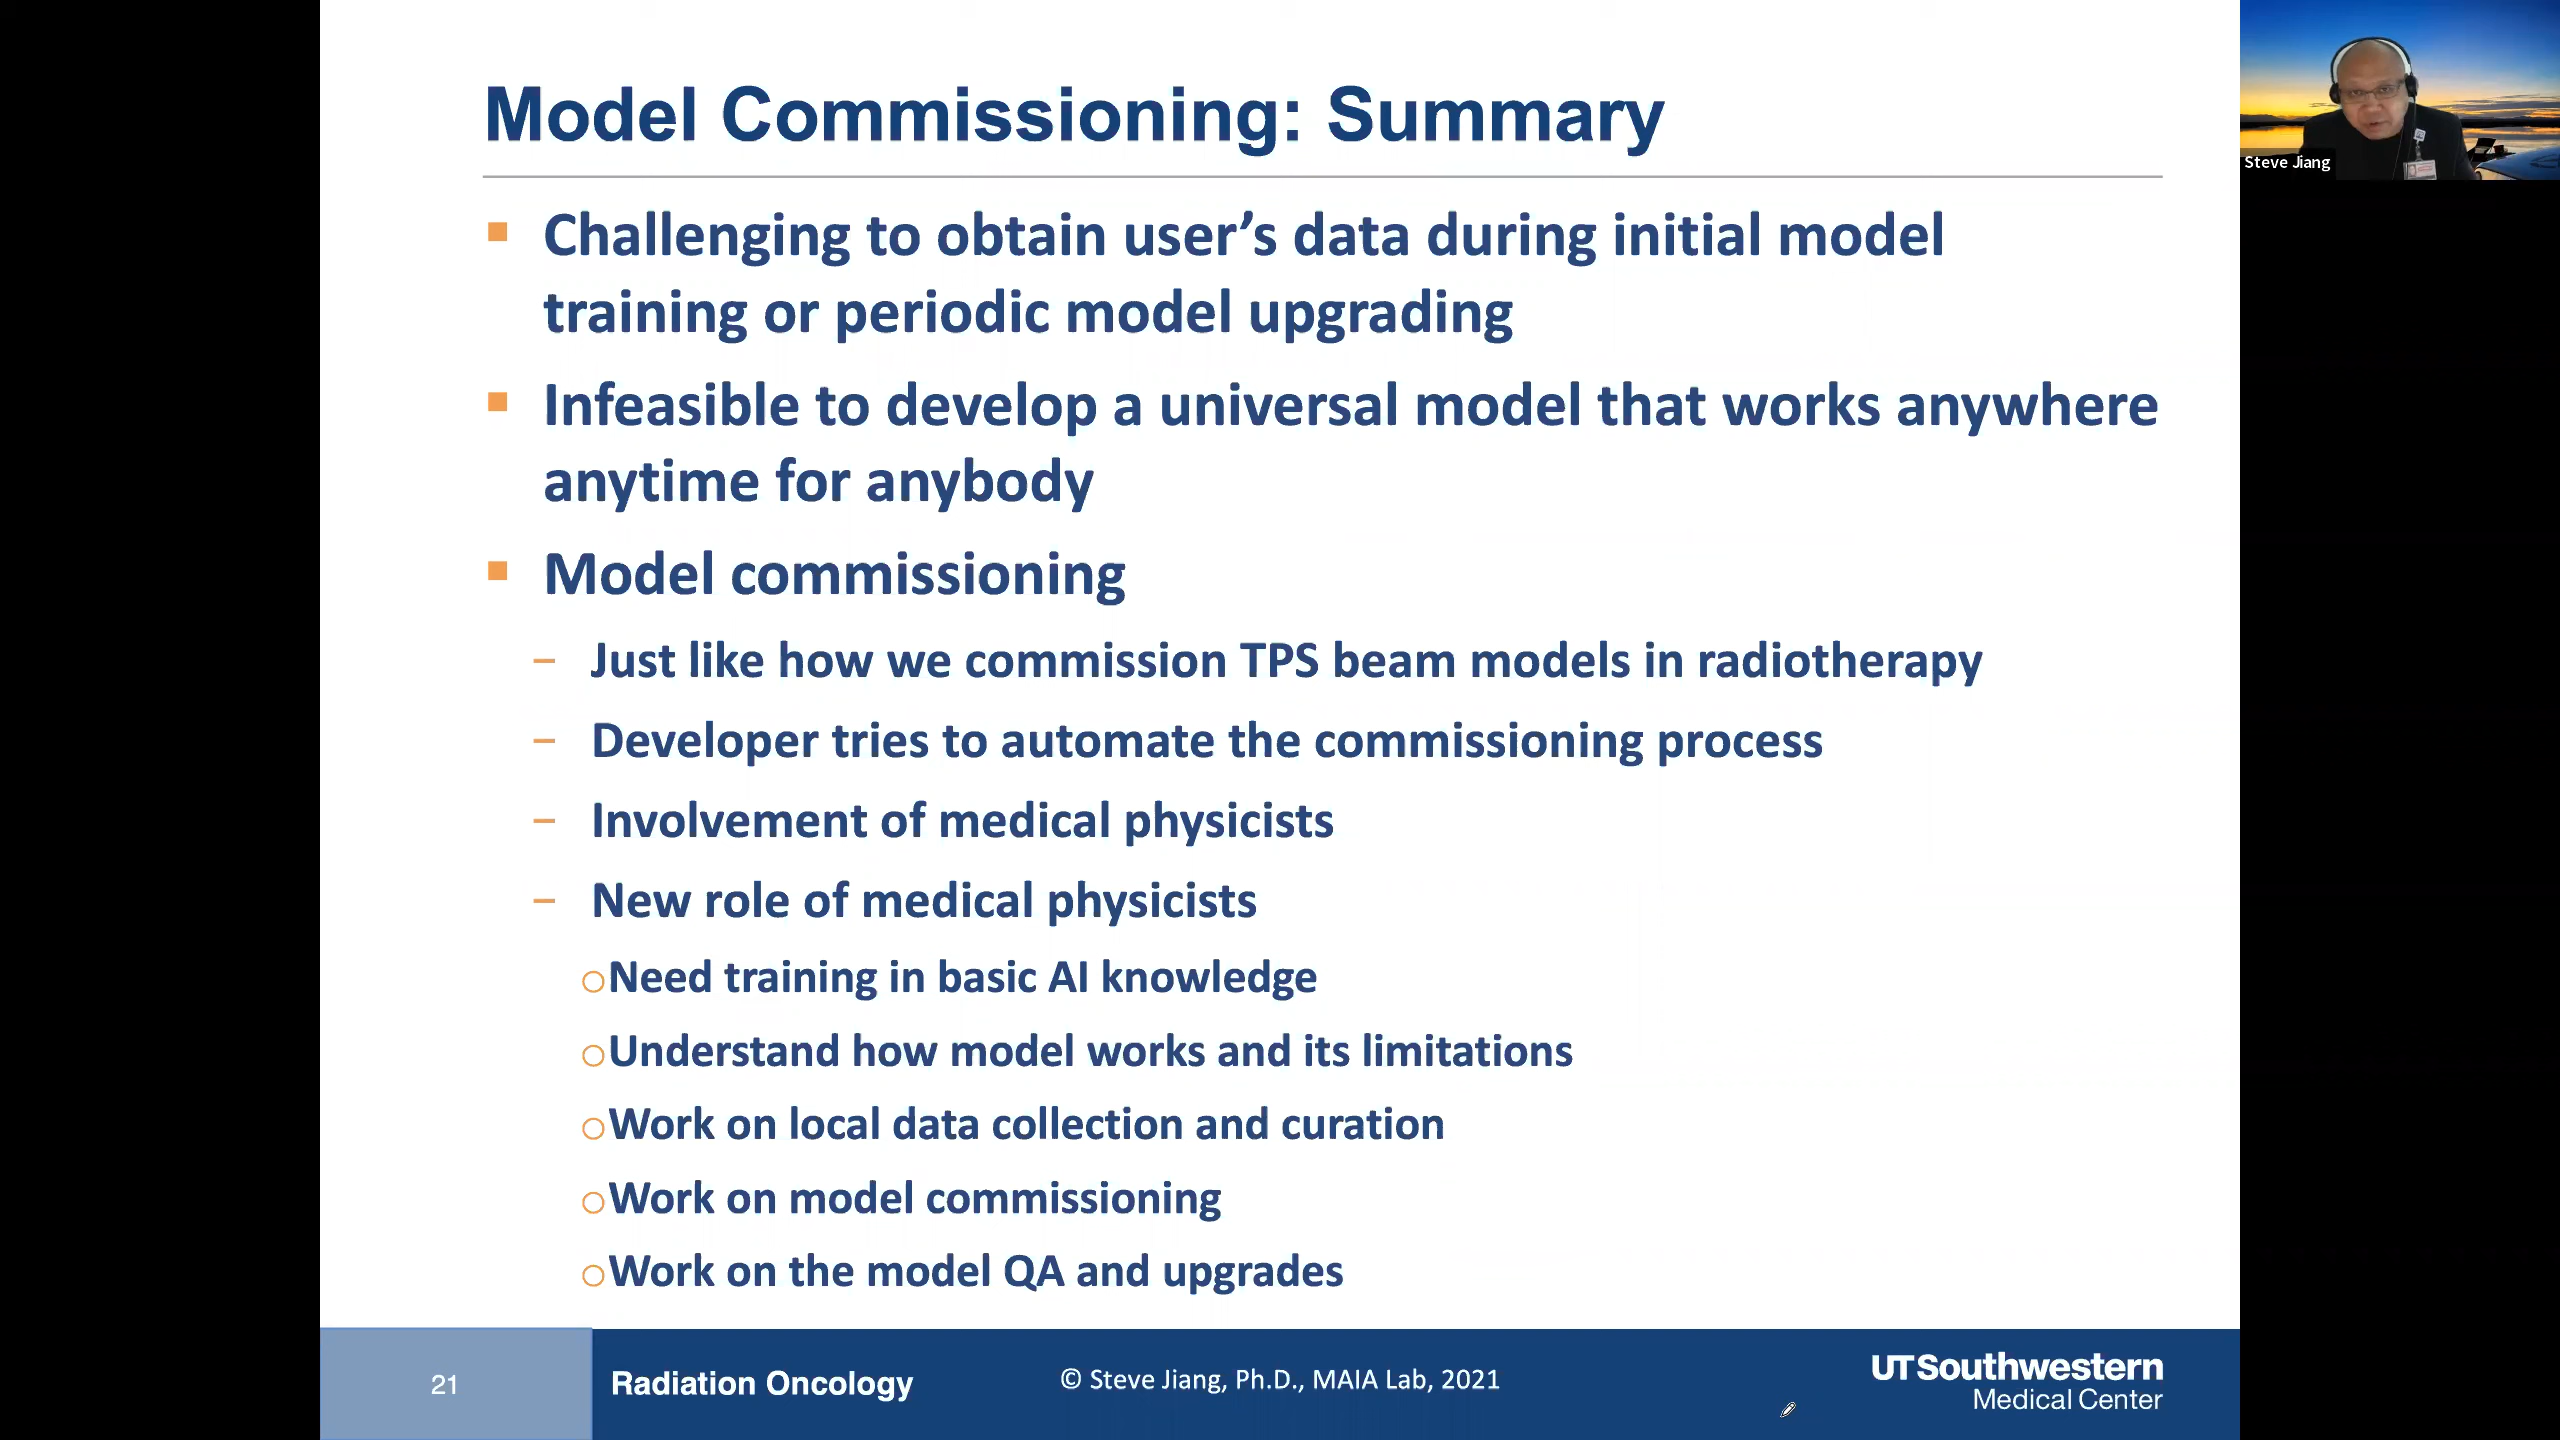 Model Commissioning: Summary
Steve Jiang
Challenging to obtain user’s data during initial model
training or periodic model upgrading
Infeasible to develop a universal model that works anywhere
anytime for anybody
Model commissioning
Just like how we commission TPS beam models in radiotherapy
Developer tries to automate the commissioning process
Involvement of medical physicists
New role of medical physicists
Need training in basic AI knowledge
Understand how model works and its limitations
Work on local data collection and curation
Work on model commissioning
Work on the model QA and upgrades
21
Radiation Oncology
© Steve Jiang, Ph.D., MAIA Lab, 2021
UTSouthwestern
Medical Center